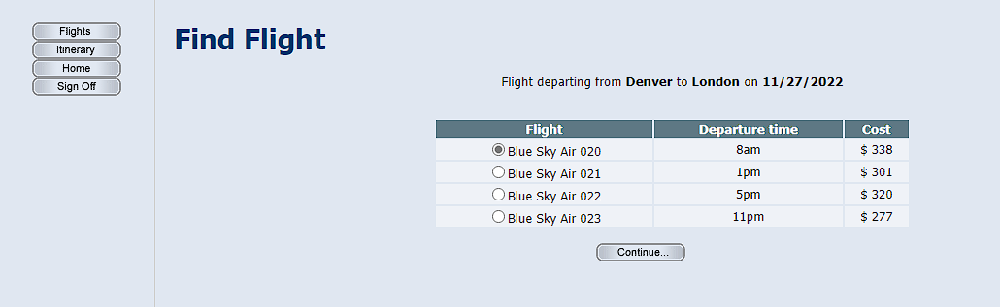 Flights
Itinerary
Home
Sign Off
Find Flight
Flight departing from Denver to London on 11/27/2022
Flight Departure time Cost
Blue Sky Air 020 8am $ 338
Blue Sky Air 021 1pm $ 301
Blue Sky Air 022 5pm $ 320
Blue Sky Air 023 11pm $ 277
Continue...